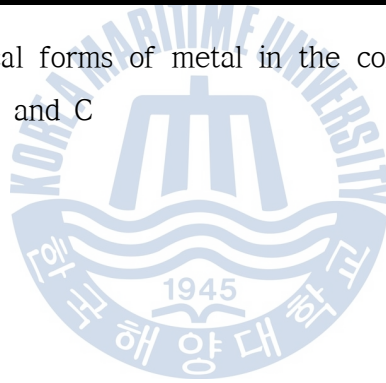 al forms of metal in the co
and C
KOREA MARITIME UNIVERSITY
1945
한국해양대학교